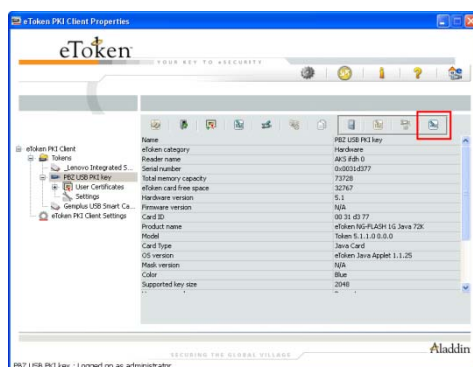 eToken PKI Client Properties
eToken
YOUR KEY TO eSECURITY
eToken PKI Client
Tokens
_Lenovo Integrated S...
PBZ USB PKI key
User Certificates
Settings
Gemplus USB Smart Ca...
eToken PKI Client Settings
Name PBZ USB PKI key
eToken category Hardware
Reader name AKS ifdh 0
Serial number 0x0031d377
Total memory capacity 73728
eToken card free space 32767
Hardware version 5.1
Firmware version N/A
Card ID 00 31 d3 77
Product name eToken NG-FLASH 1G Java 72K
Model Token 5.1.1.0 0.0.0
Card Type Java Card
OS version eToken Java Applet 1.1.25
Mask version N/A
Color Blue
Supported key size 2048
SECURING THE GLOBAL VILLAGE
Aladdin
PBZ USB PKI key : Logged on as administrator